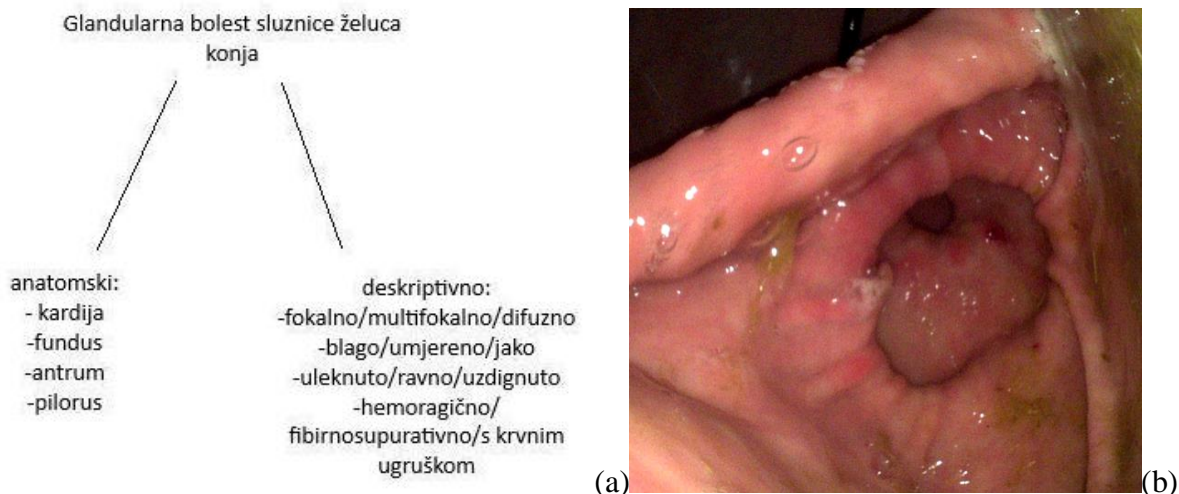 Glandularna bolest sluznice želuca
konja
anatomski:
- kardija
-fundus
-antrum
-pilorus
deskriptivno:
-fokalno/multifokalno/difuzno
-blago/umjereno/jako
-uleknuto/ravno/uzdignuto
-hemoragično/
fibirnosupurativno/s krvnim
ugruškom
(a)
(b)